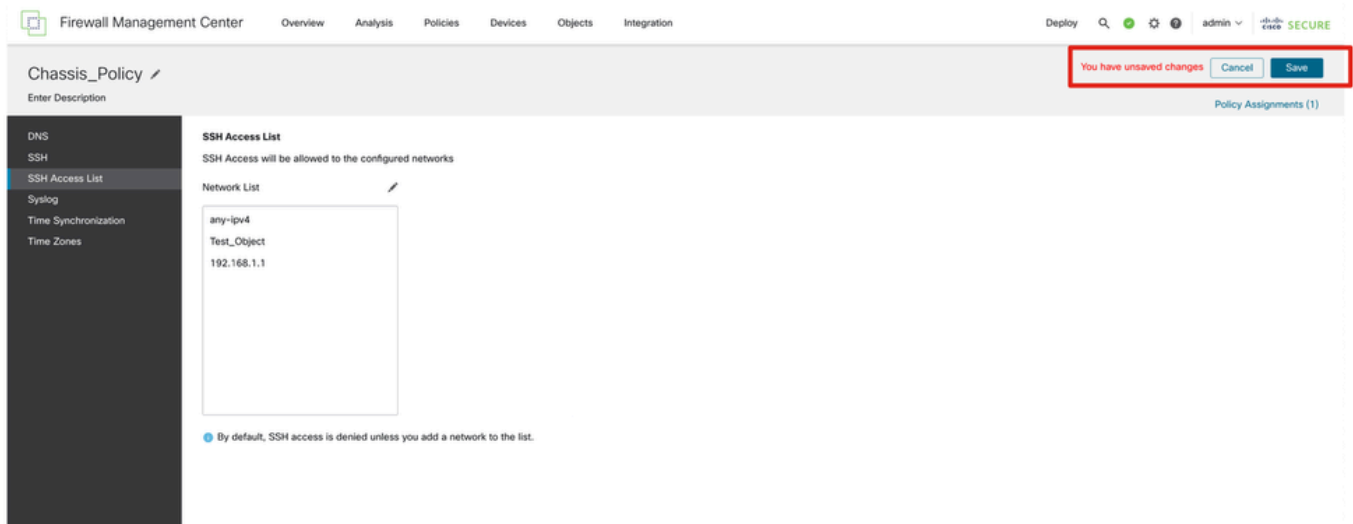 Firewall Management Center Overview Analysis Policies Devices Objects Integration Deploy admin cisco SECURE
Chassis_Policy You have unsaved changes Cancel Save
Enter Description
Policy Assignments (1)
DNS
SSH
SSH Access List
Syslog
Time Synchronization
Time Zones
SSH Access List
SSH Access will be allowed to the configured networks
Network List
any-ipv4
Test_Object
192.168.1.1
By default, SSH access is denied unless you add a network to the list.